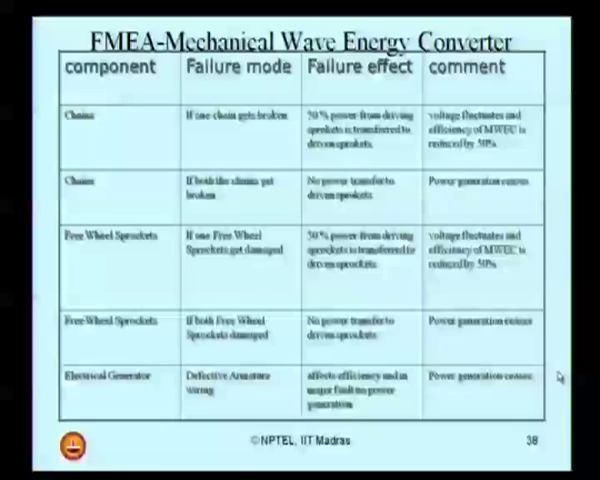 FMEA-Mechanical Wave Energy Converter
component Failure mode Failure effect comment
Chains If one chain gets broken 50 % power from driving voltage fluctuates and
sprokets is transferred to efficiency of MWEC is
driven sprokets. reduced by 50%
Chains If both the chains get No power transfer to Power generation ceases
broken driven sprokets
Free Wheel Sprockets If one Free Wheel 50 % power from driving voltage fluctuates and
Sprockets get damaged sprockets is transferred to efficiency of MWEC is
driven sprockets. reduced by 50%
Free Wheel Sprockets If both Free Wheel No power transfer to Power generation ceases
Sprockets damaged driven sprockets
Electrical Generator Defective Armature affects efficiency and in Power generation ceases
wiring major fault no power
generation
©NPTEL, IIT Madras 38